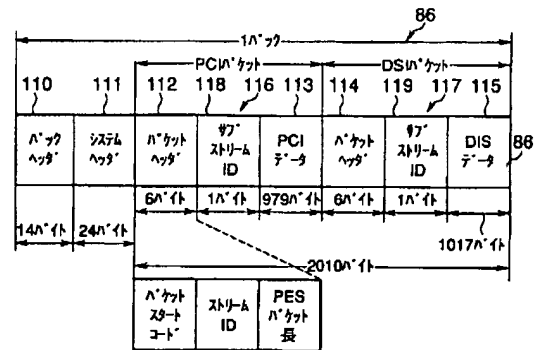 86
1ﾊﾟｯｸ
PCIﾊﾟｹｯﾄ
DSIﾊﾟｹｯﾄ
110 111 112 118 116 113 114 119 117 115
ﾊﾟｯｸ
ﾍｯﾀﾞ
ｼｽﾃﾑ
ﾍｯﾀﾞ
ﾊﾟｹｯﾄ
ﾍｯﾀﾞ
ｻﾌﾞ
ｽﾄﾘｰﾑ
ID
PCI
ﾃﾞｰﾀ
ﾊﾟｹｯﾄ
ﾍｯﾀﾞ
ｻﾌﾞ
ｽﾄﾘｰﾑ
ID
DIS
ﾃﾞｰﾀ
86
6ﾊﾞｲﾄ 1ﾊﾞｲﾄ 979ﾊﾞｲﾄ 6ﾊﾞｲﾄ 1ﾊﾞｲﾄ
14ﾊﾞｲﾄ 24ﾊﾞｲﾄ 1017ﾊﾞｲﾄ
2010ﾊﾞｲﾄ
ﾊﾟｹｯﾄ
ｽﾀｰﾄ
ｺｰﾄﾞ
ｽﾄﾘｰﾑ
ID
PES
ﾊﾟｹｯﾄ
長